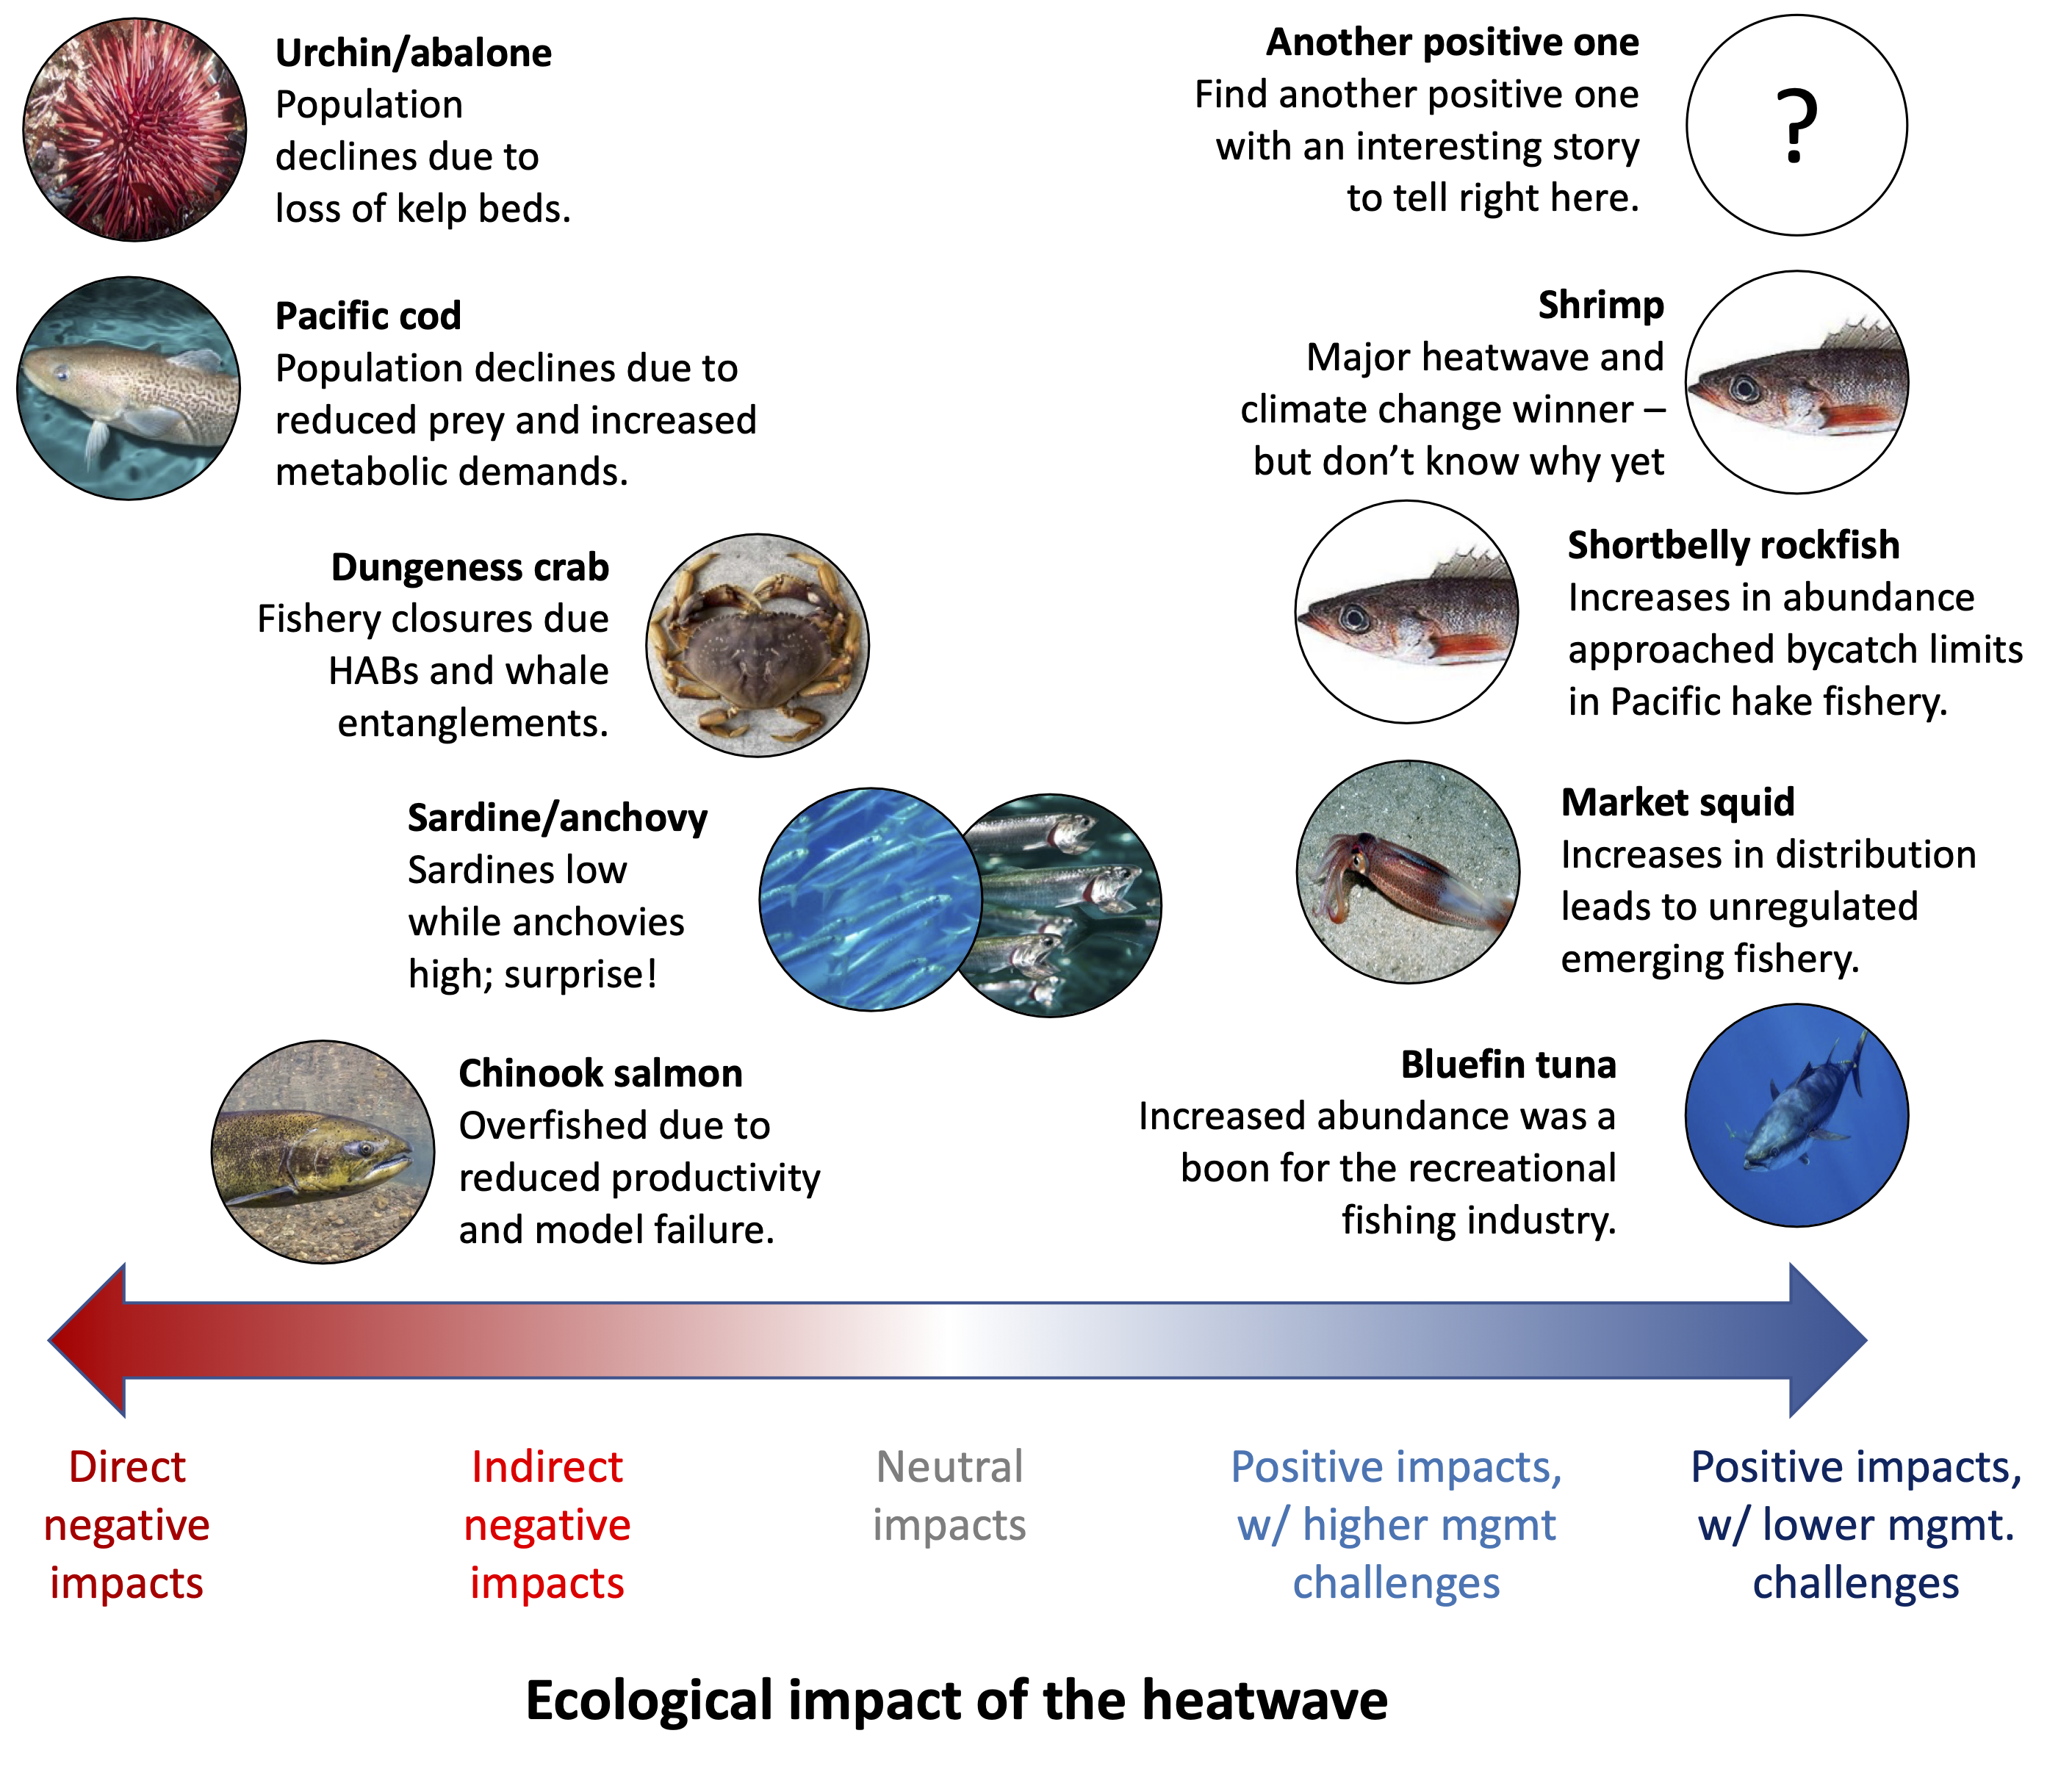 Urchin/abalone
Population
declines due to
loss of kelp beds.
Another positive one
Find another positive one
with an interesting story
to tell right here.
?
Pacific cod
Population declines due to
reduced prey and increased
metabolic demands.
Shrimp
Major heatwave and
climate change winner –
but don’t know why yet
Dungeness crab
Fishery closures due
HABs and whale
entanglements.
Shortbelly rockfish
Increases in abundance
approached bycatch limits
in Pacific hake fishery.
Sardine/anchovy
Sardines low
while anchovies
high; surprise!
Market squid
Increases in distribution
leads to unregulated
emerging fishery.
Chinook salmon
Overfished due to
reduced productivity
and model failure.
Bluefin tuna
Increased abundance was a
boon for the recreational
fishing industry.
Direct
negative
impacts
Indirect
negative
impacts
Neutral
impacts
Positive impacts,
w/ higher mgmt
challenges
Positive impacts,
w/ lower mgmt.
challenges
Ecological impact of the heatwave